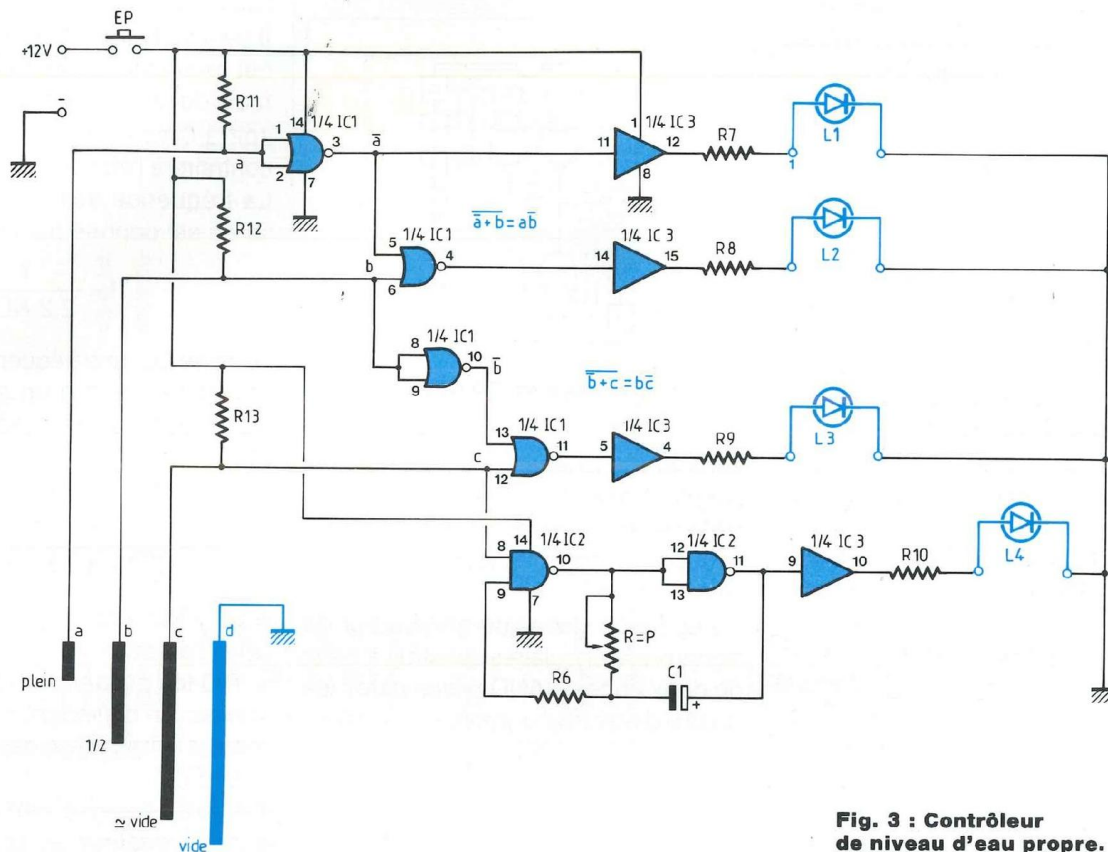 EP
+12V
-
R11
1
14
1/4 IC1
3
a̅
a
2
7
1
1/4 IC3
11
12
R7
8
1
L1
R12
a̅+b̅ = ab̅
1/4 IC1
5
4
b
6
1/4 IC3
14
15
R8
L2
1/4 IC1
8
10
b̅
9
b̅+c̅ = bc̅
R13
1/4 IC1
13
11
c
12
1/4 IC3
5
4
R9
L3
1/4 IC2
8
14
10
9
7
1/4 IC2
12
11
13
1/4 IC3
9
10
R10
L4
R=P
R6
C1
+
a
b
c
d
plein
1/2
≃ vide
vide
Fig. 3 : Contrôleur
de niveau d'eau propre.